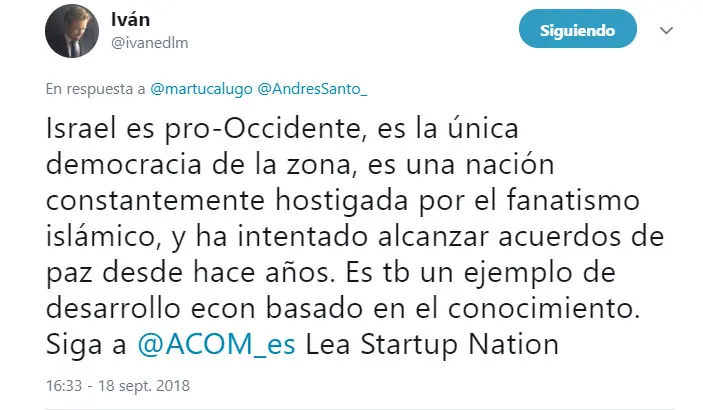 Iván
@ivanedlm
Siguiendo
En respuesta a @martucalugo @AndresSanto_
Israel es pro-Occidente, es la única
democracia de la zona, es una nación
constantemente hostigada por el fanatismo
islámico, y ha intentado alcanzar acuerdos de
paz desde hace años. Es tb un ejemplo de
desarrollo econ basado en el conocimiento.
Siga a @ACOM_es Lea Startup Nation
16:33 - 18 sept. 2018